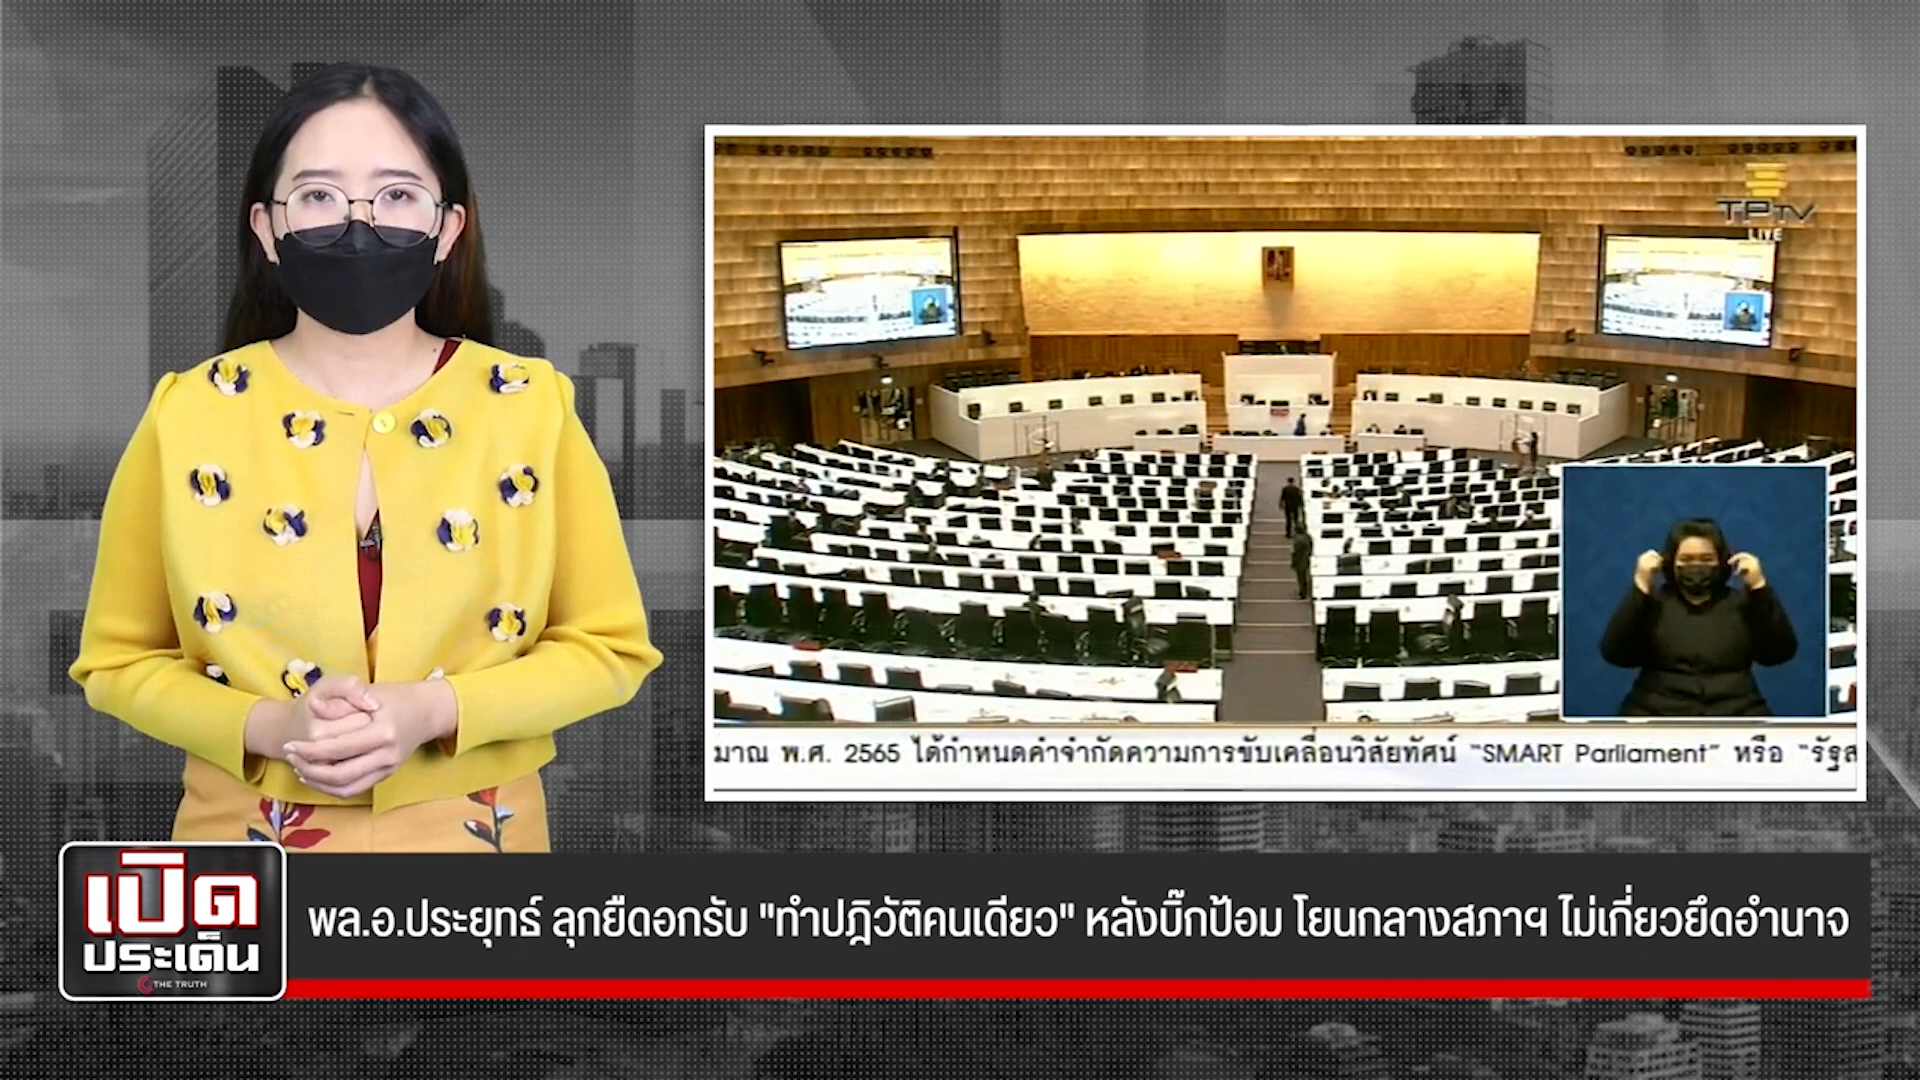 TPTV
LIVE
มาณ พ.ศ. 2565 ได้กำหนดคำจำกัดความการขับเคลื่อนวิสัยทัศน์ “SMART Parliament” หรือ “รัฐส
เปิด
ประเด็น
THE TRUTH
พล.อ.ประยุทธ์ ลุกยืดอกรับ "ทำปฎิวัติคนเดียว" หลังบิ๊กป้อม โยนกลางสภาฯ ไม่เกี่ยวยึดอำนาจ